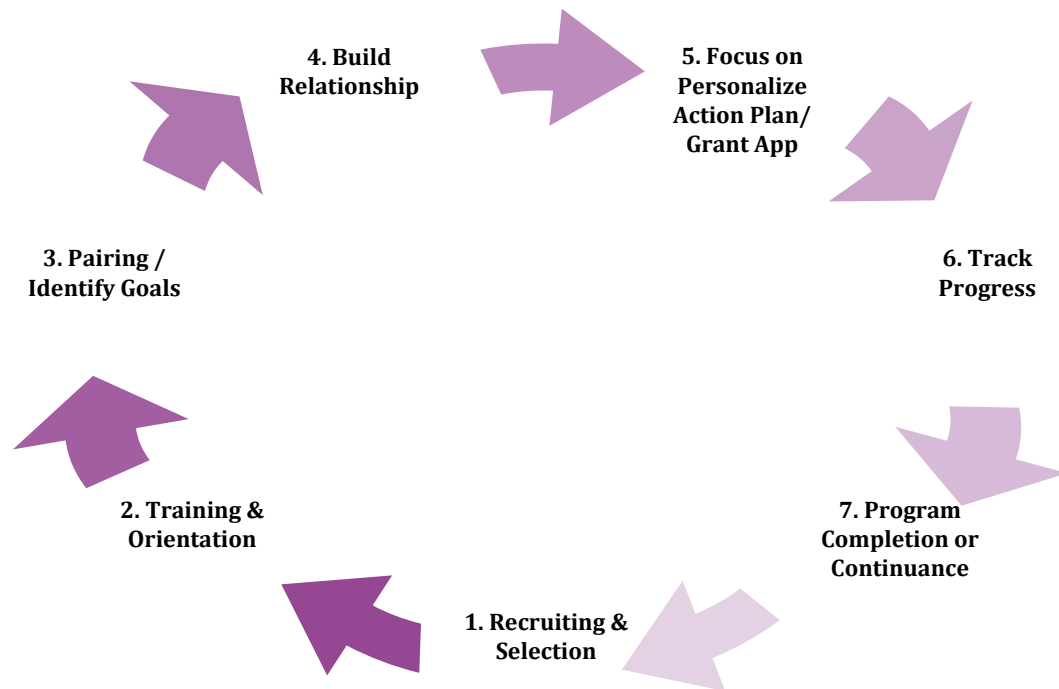 4. Build
Relationship
5. Focus on
Personalize
Action Plan/
Grant App
3. Pairing /
Identify Goals
6. Track
Progress
2. Training &
Orientation
7. Program
Completion or
Continuance
1. Recruiting &
Selection